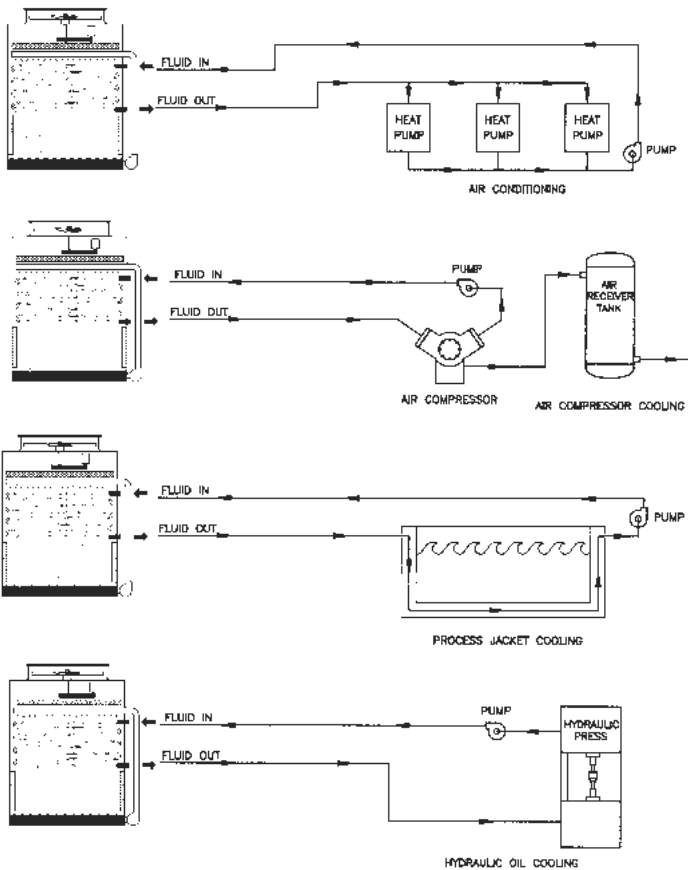 FLUID IN
FLUID OUT
HEAT PUMP
HEAT PUMP
HEAT PUMP
PUMP
AIR CONDITIONING
FLUID IN
PUMP
FLUID OUT
AIR
RECEIVER
TANK
AIR COMPRESSOR
AIR COMPRESSOR COOLING
FLUID IN
PUMP
FLUID OUT
PROCESS JACKET COOLING
FLUID IN
PUMP
HYDRAULIC
PRESS
FLUID OUT
HYDRAULIC OIL COOLING